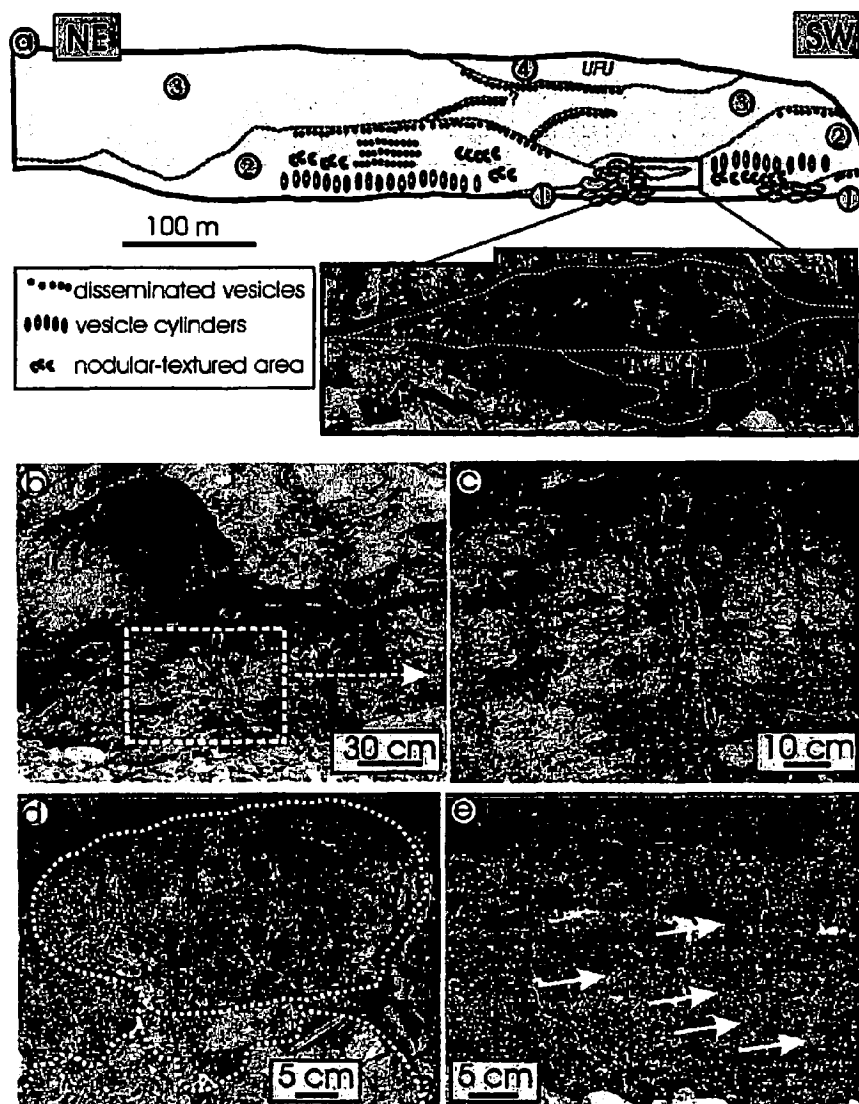 a NE SW
④ UFU
③ ③
?
② ②
① ①
100 m
disseminated vesicles
vesicle cylinders
nodular-textured area
b c
30 cm 10 cm
d e
5 cm 5 cm